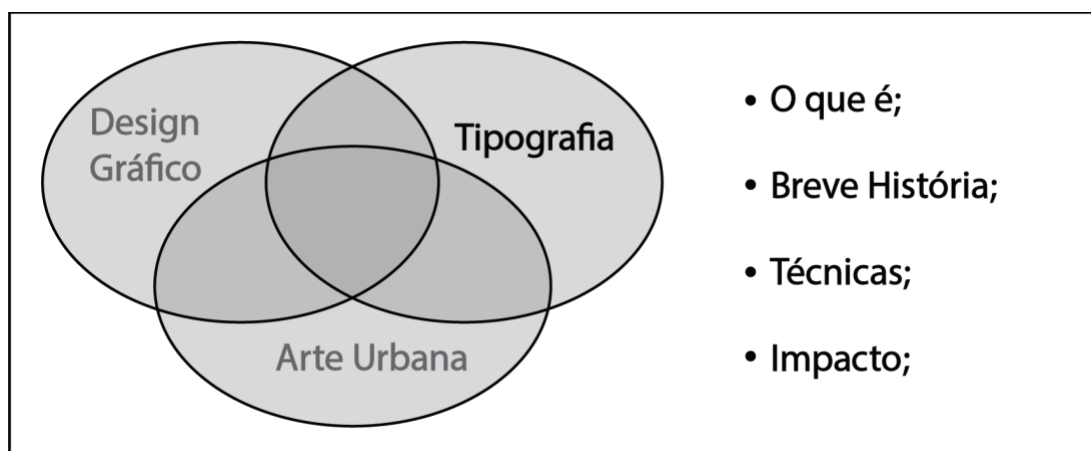 Design
Gráfico
Tipografia
Arte Urbana
• O que é;
• Breve História;
• Técnicas;
• Impacto;